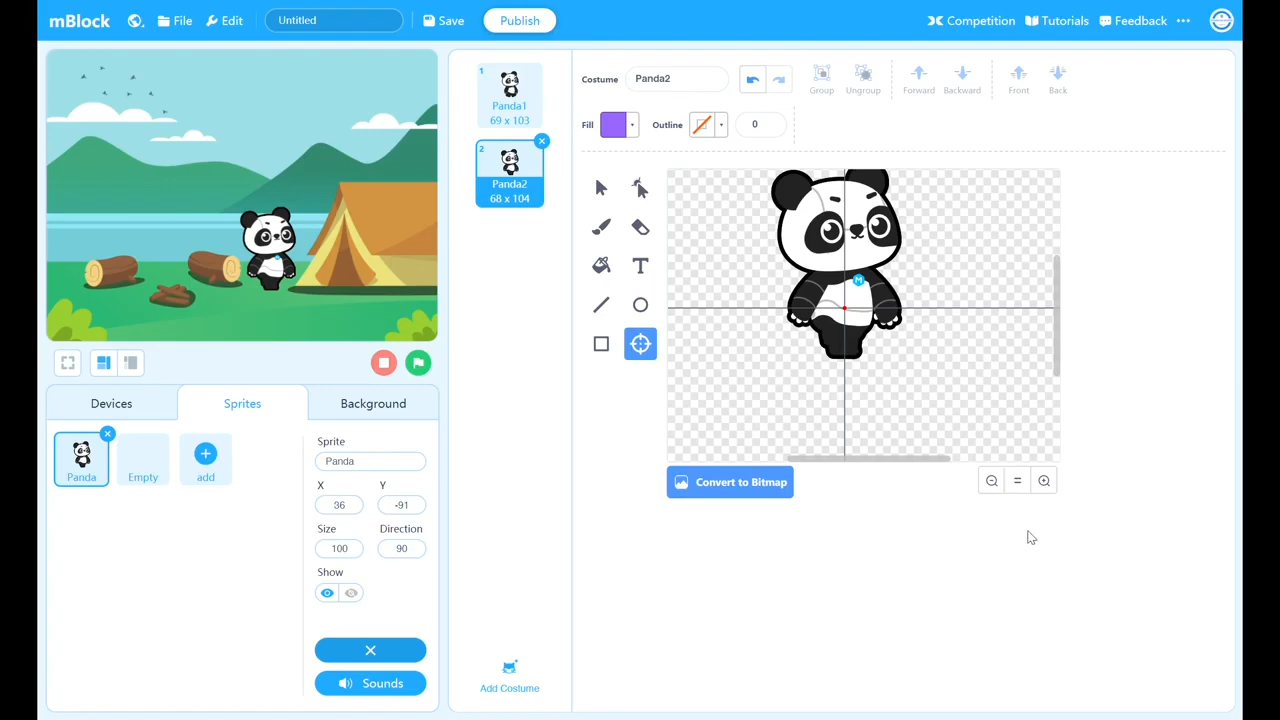 mBlock
File
Edit
Untitled
Save
Publish
Competition
Tutorials
Feedback
1
Panda1
69 x 103
2
Panda2
68 x 104
Add Costume
Costume
Panda2
Group
Ungroup
Forward
Backward
Front
Back
Fill
Outline
0
T
M
Convert to Bitmap
Devices
Sprites
Background
Panda
Empty
add
Sprite
Panda
X
Y
36
-91
Size
Direction
100
90
Show
Sounds